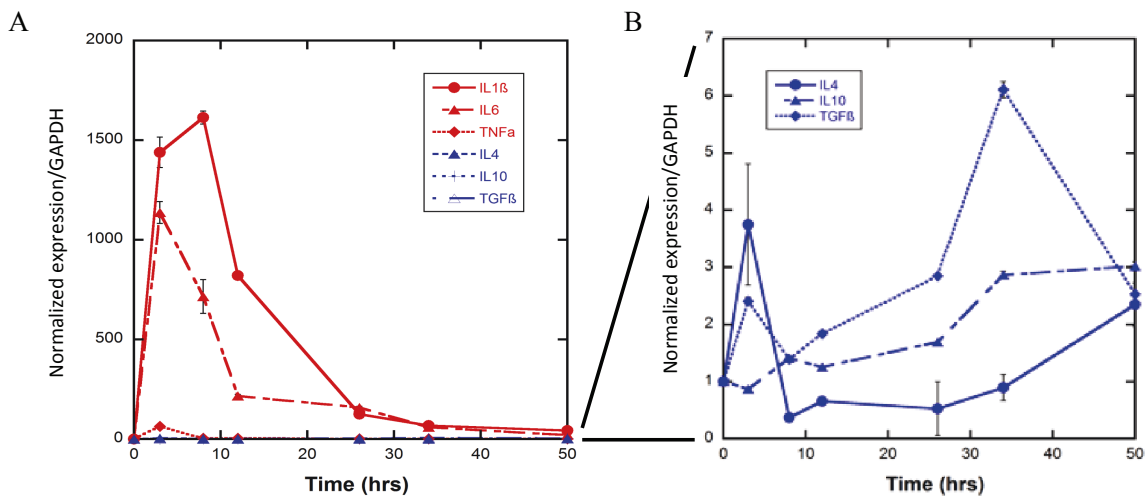 A
Normalized expression/GAPDH
2000
1500
1000
500
0
0 10 20 30 40 50
Time (hrs)
IL1ß
IL6
TNFa
IL4
IL10
TGFß
B
Normalized expression/GAPDH
7
6
5
4
3
2
1
0
0 10 20 30 40 50
Time (hrs)
IL4
IL10
TGFß